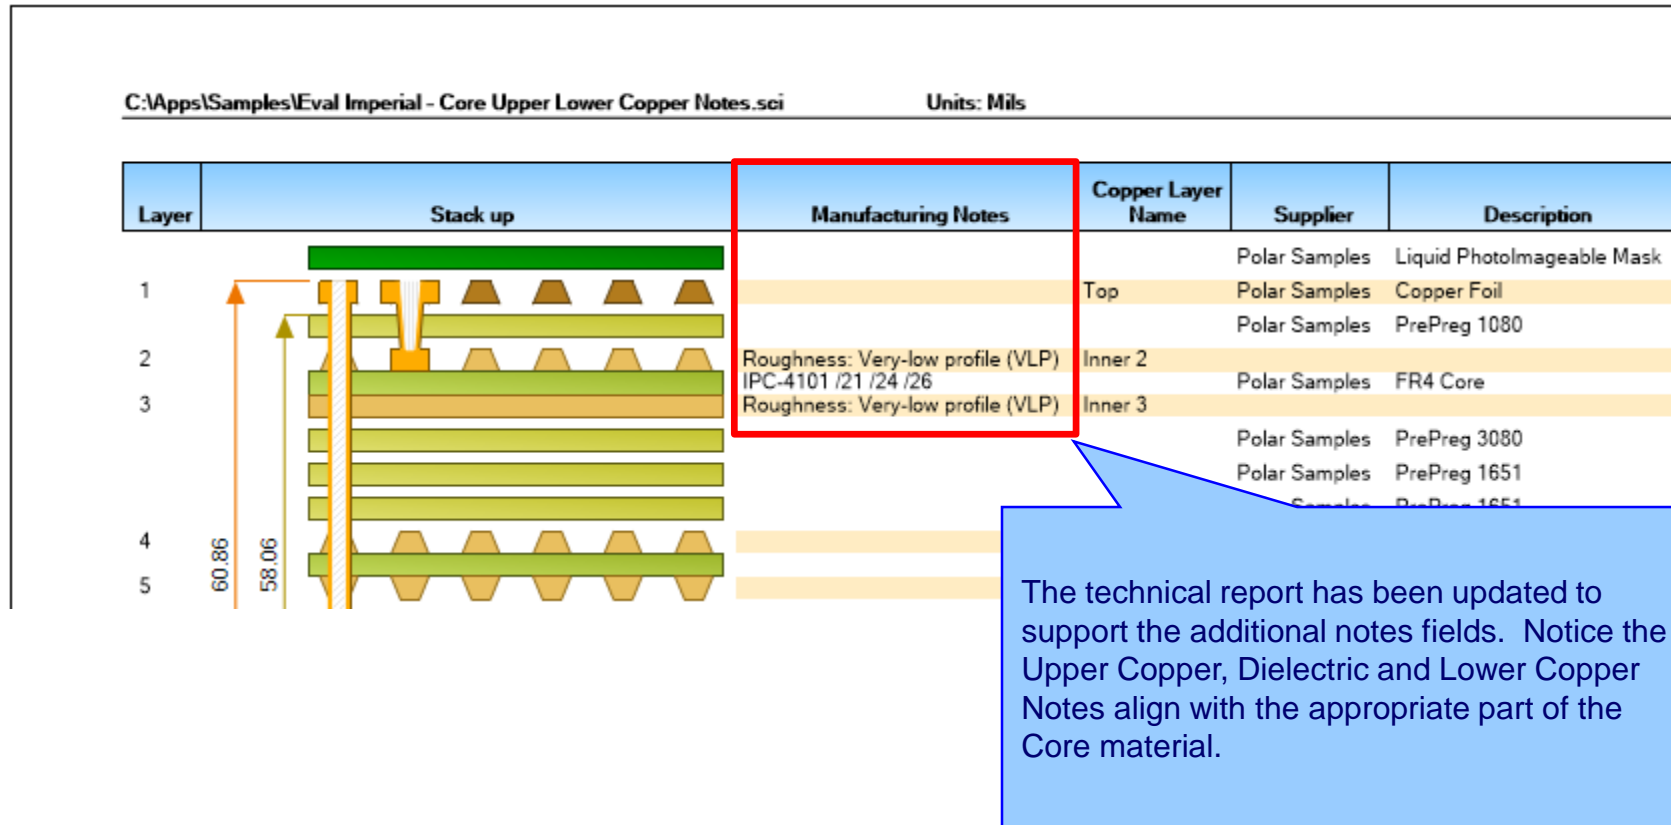 C:\Apps\Samples\Eval Imperial - Core Upper Lower Copper Notes.sci Units: Mils
Layer Stack up Manufacturing Notes Copper Layer Name Supplier Description
Polar Samples Liquid PhotoImageable Mask
1 Top Polar Samples Copper Foil
Polar Samples PrePreg 1080
2 Roughness: Very-low profile (VLP) Inner 2
IPC-4101 /21 /24 /26 Polar Samples FR4 Core
3 Roughness: Very-low profile (VLP) Inner 3
Polar Samples PrePreg 3080
Polar Samples PrePreg 1651
Samples PrePreg 1651
4
5
60.86
58.06
The technical report has been updated to
support the additional notes fields. Notice the
Upper Copper, Dielectric and Lower Copper
Notes align with the appropriate part of the
Core material.